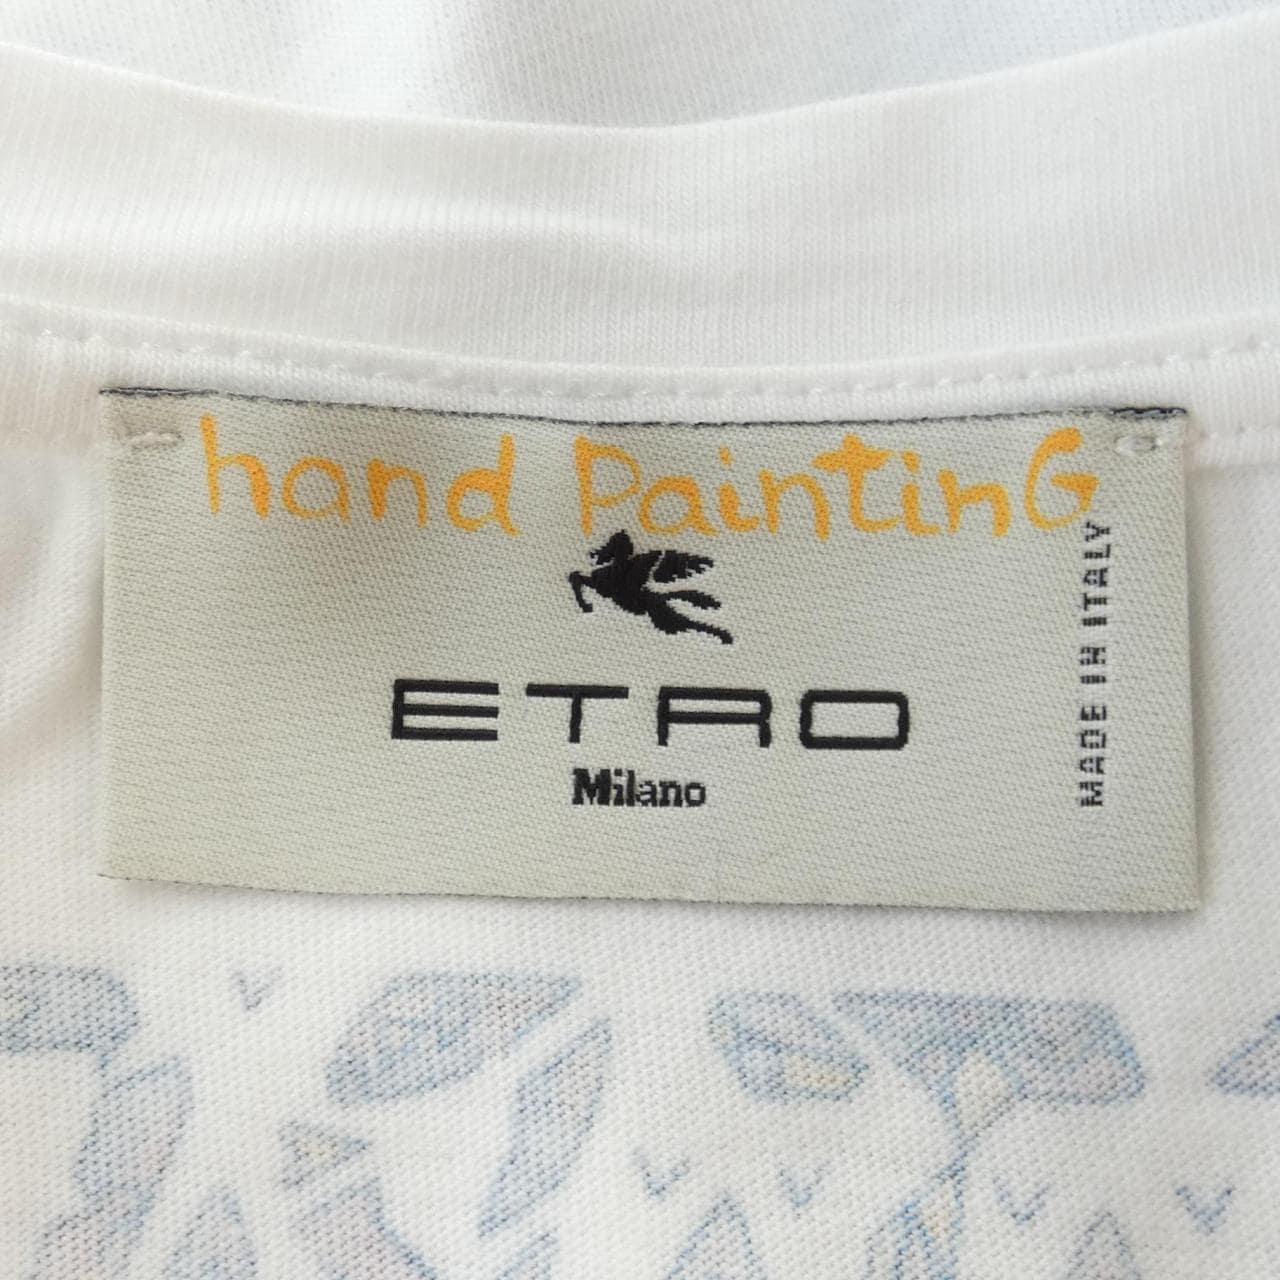 hand PaintinG
ETRO
Milano
MADE IN ITALY